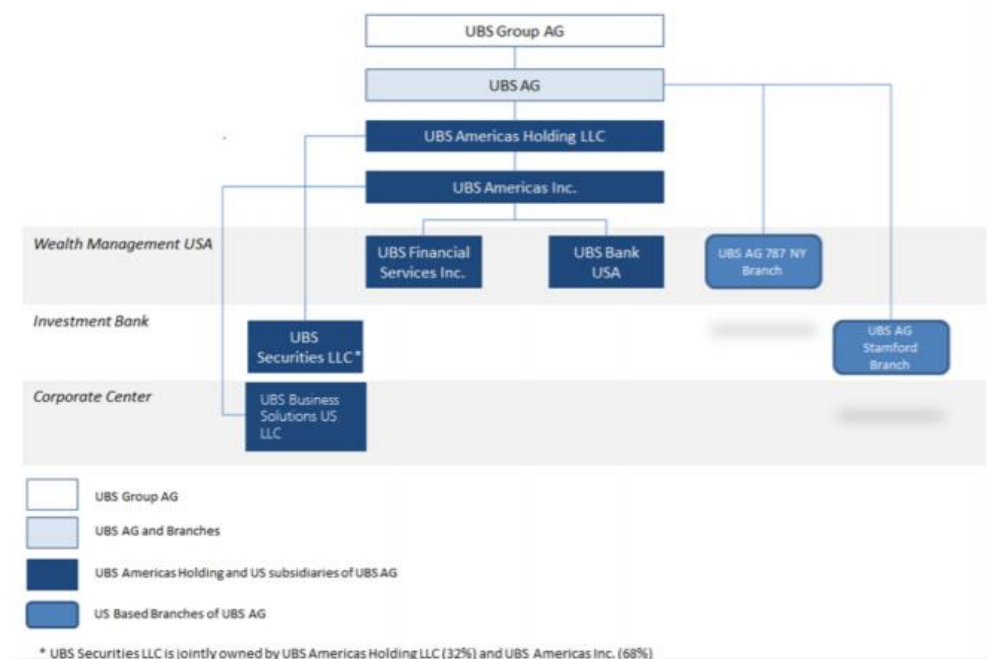 UBS Group AG
UBS AG
UBS Americas Holding LLC
UBS Americas Inc.
Wealth Management USA
UBS Financial
Services Inc.
UBS Bank
USA
UBS AG 787 NY
Branch
Investment Bank
UBS
Securities LLC*
UBS AG
Stamford
Branch
Corporate Center
UBS Business
Solutions US
LLC
UBS Group AG
UBS AG and Branches
UBS Americas Holding and US subsidiaries of UBS AG
US Based Branches of UBS AG
* UBS Securities LLC is jointly owned by UBS Americas Holding LLC (32%) and UBS Americas Inc. (68%)